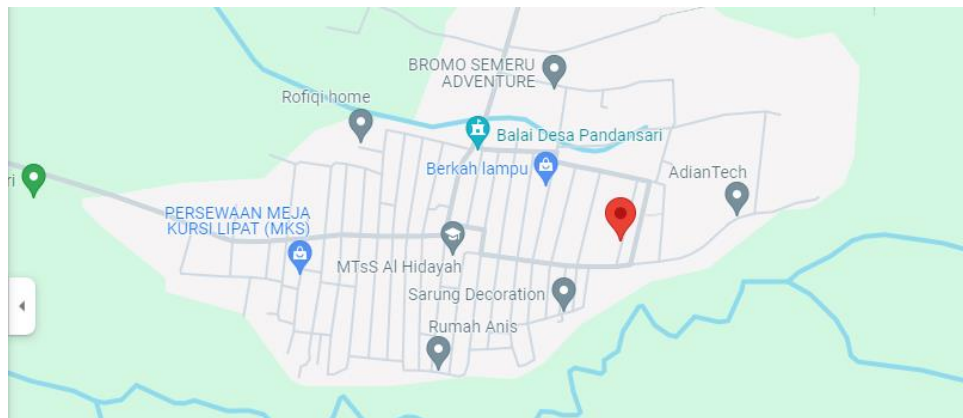 BROMO SEMERU
ADVENTURE
Rofiqi home
Balai Desa Pandansari
Berkah lampu
AdianTech
ri
PERSEWAAN MEJA
KURSI LIPAT (MKS)
MTsS Al Hidayah
Sarung Decoration
Rumah Anis